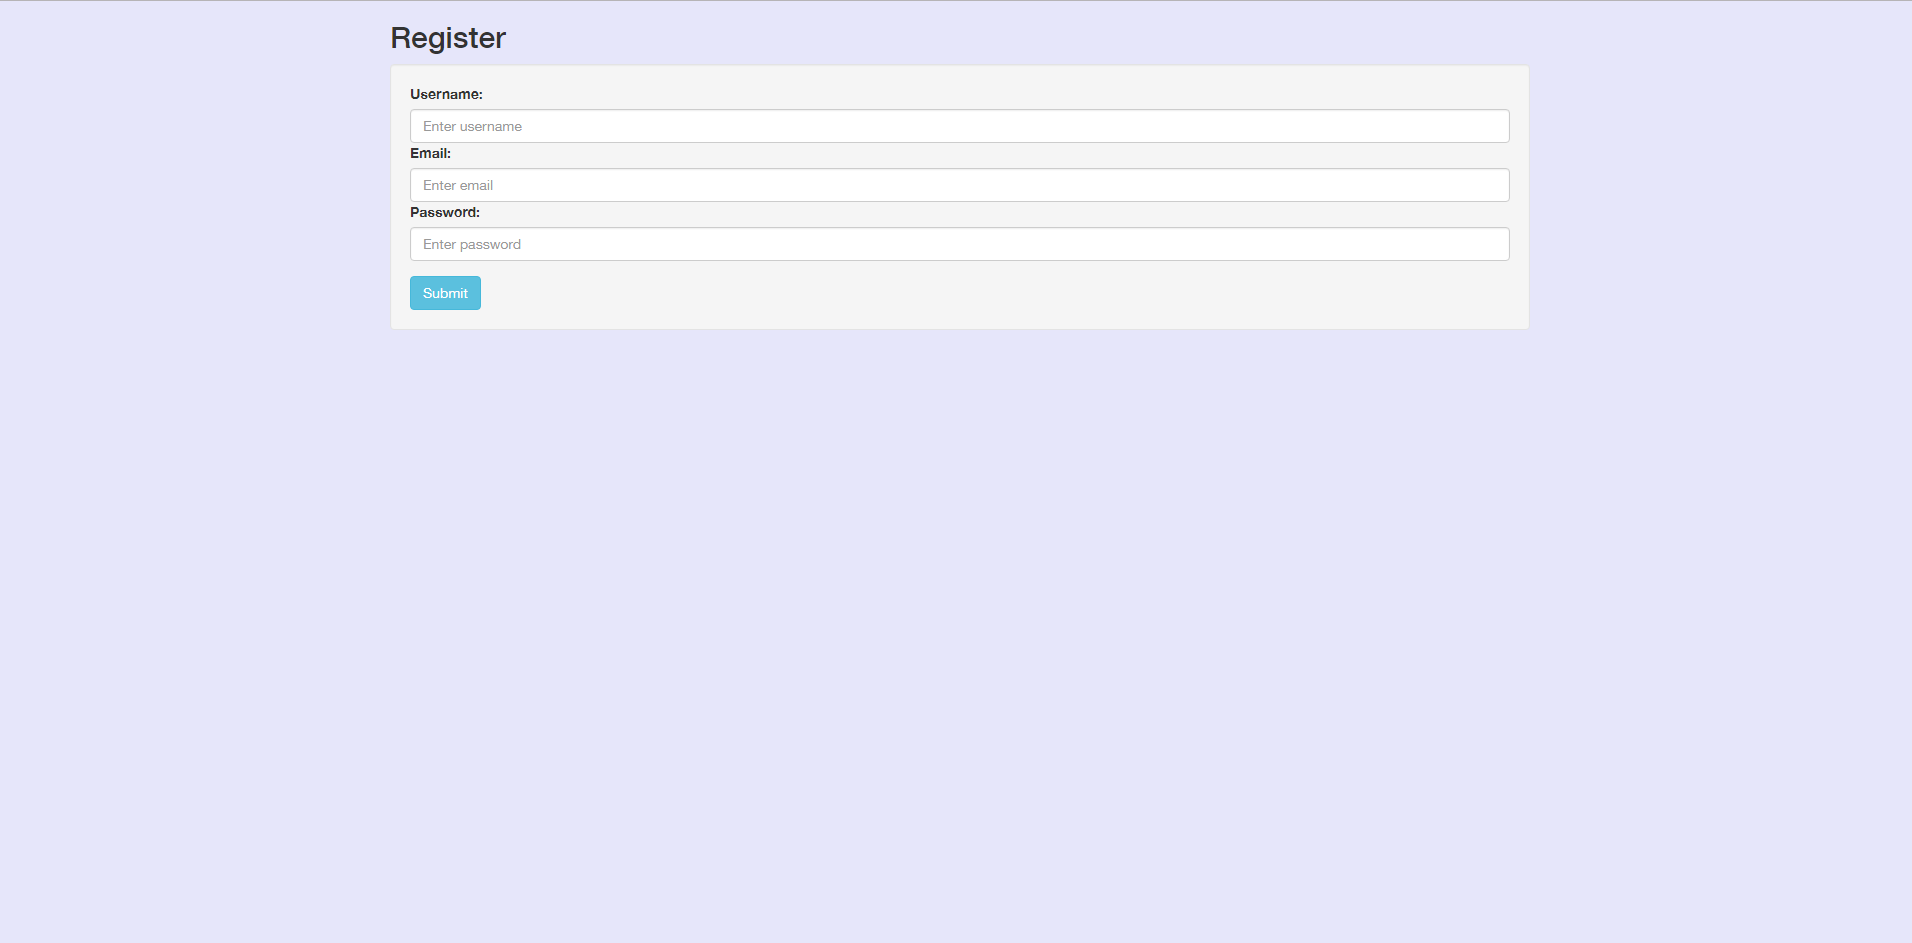 Register
Username:
Enter username
Email:
Enter email
Password:
Enter password
Submit